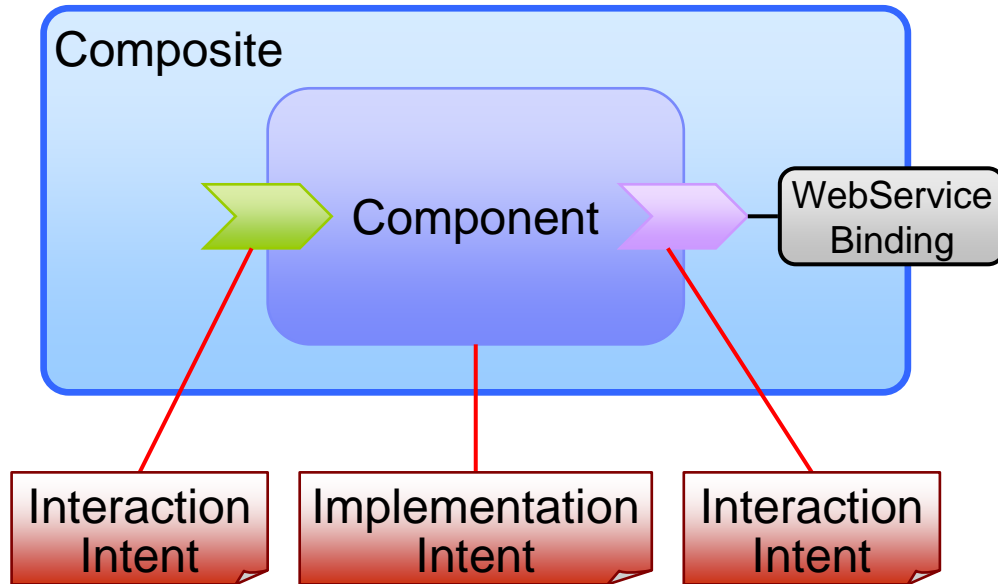 Composite
Component
WebService
Binding
Interaction
Intent
Implementation
Intent
Interaction
Intent